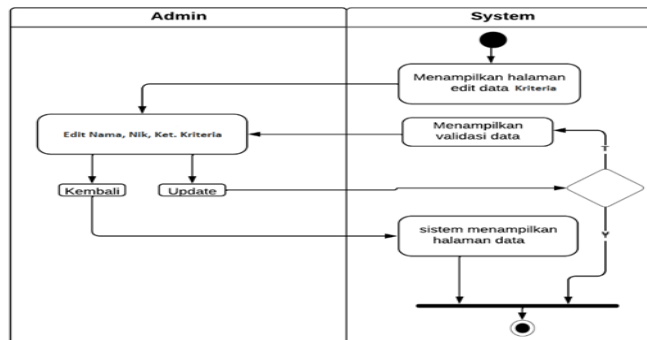 Admin
System
Menampilkan halaman
edit data Kriteria
Edit Nama, Nik, Ket. Kriteria
Menampilkan
validasi data
T
Kembali
Update
sistem menampilkan
halaman data
Y